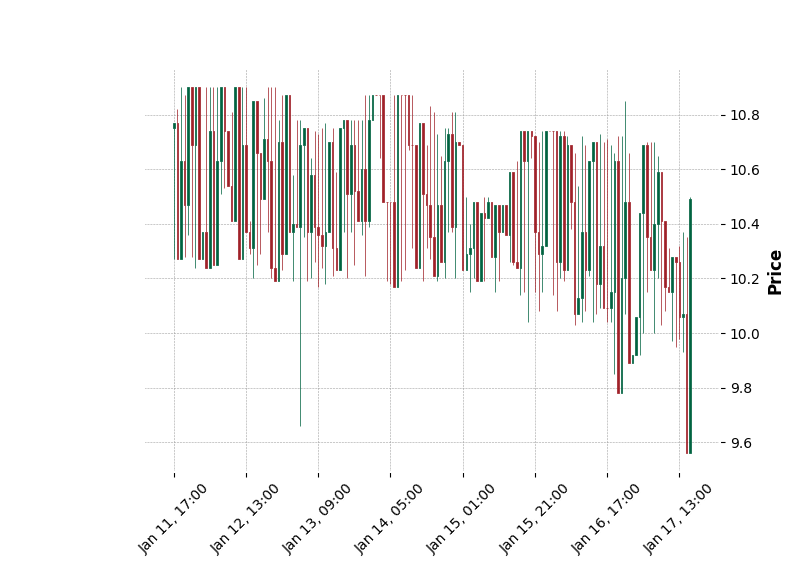 10.8
10.6
10.4
10.2
10.0
9.8
9.6
Price
Jan 11, 17:00
Jan 12, 13:00
Jan 13, 09:00
Jan 14, 05:00
Jan 15, 01:00
Jan 15, 21:00
Jan 16, 17:00
Jan 17, 13:00